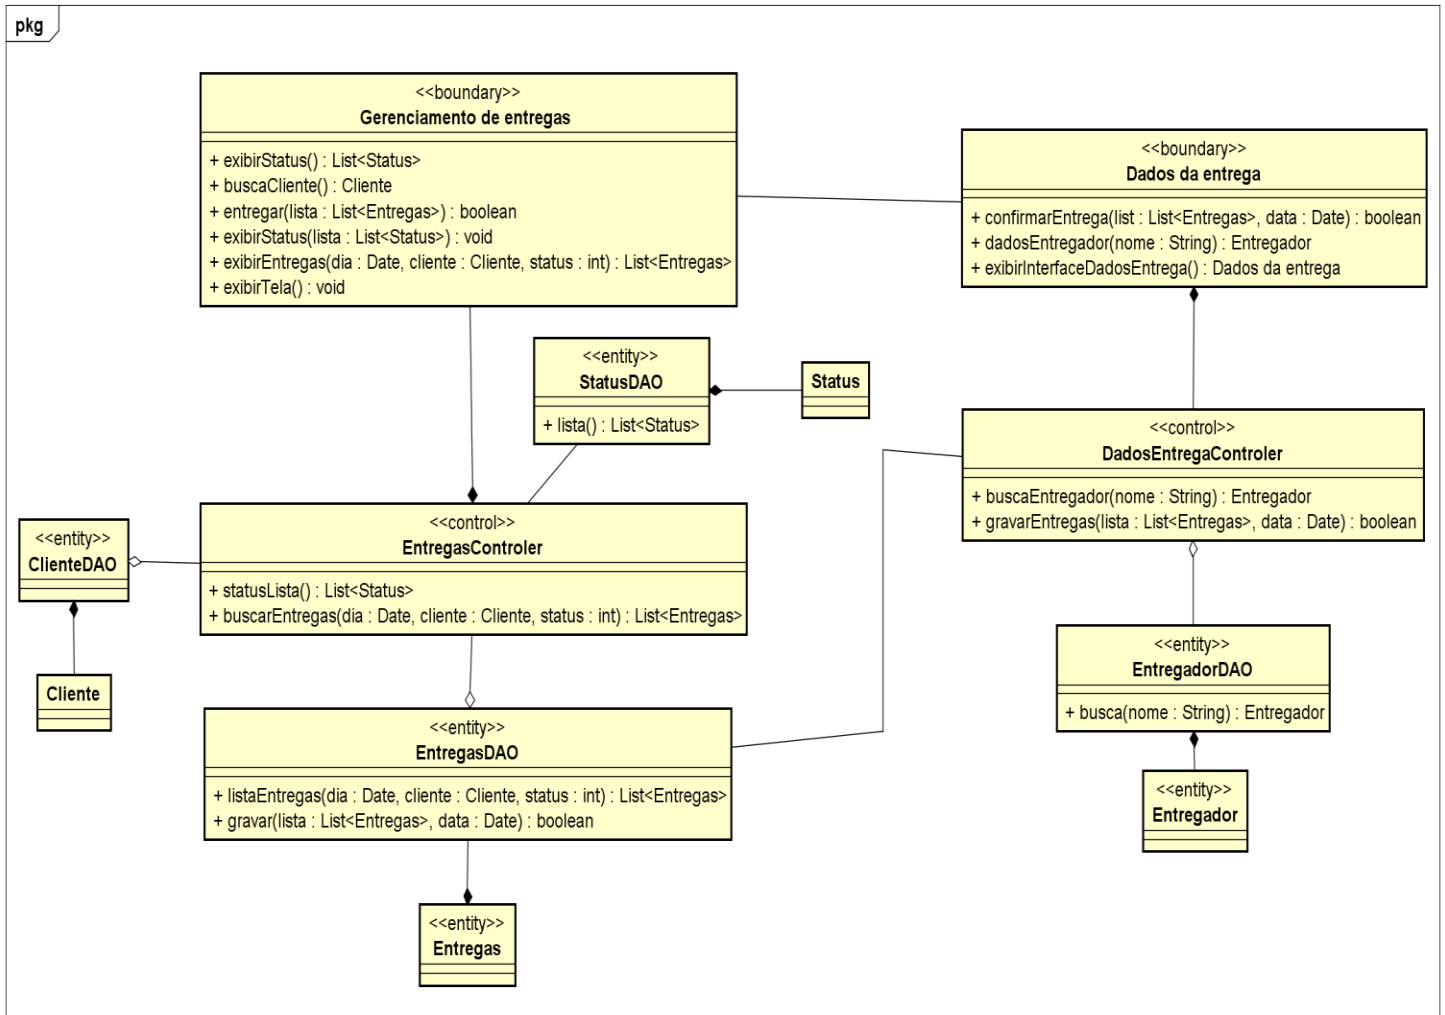 pkg
<<boundary>>
Gerenciamento de entregas
+ exibirStatus() : List<Status>
+ buscaCliente() : Cliente
+ entregar(lista : List<Entregas>) : boolean
+ exibirStatus(lista : List<Status>) : void
+ exibirEntregas(dia : Date, cliente : Cliente, status : int) : List<Entregas>
+ exibirTela() : void
<<boundary>>
Dados da entrega
+ confirmarEntrega(list : List<Entregas>, data : Date) : boolean
+ dadosEntregador(nome : String) : Entregador
+ exibirInterfaceDadosEntrega() : Dados da entrega
<<entity>>
StatusDAO
+ lista() : List<Status>
Status
<<control>>
DadosEntregaControler
+ buscaEntregador(nome : String) : Entregador
+ gravarEntregas(lista : List<Entregas>, data : Date) : boolean
<<entity>>
ClienteDAO
<<control>>
EntregasControler
+ statusLista() : List<Status>
+ buscarEntregas(dia : Date, cliente : Cliente, status : int) : List<Entregas>
Cliente
<<entity>>
EntregadorDAO
+ busca(nome : String) : Entregador
<<entity>>
EntregasDAO
+ listaEntregas(dia : Date, cliente : Cliente, status : int) : List<Entregas>
+ gravar(lista : List<Entregas>, data : Date) : boolean
<<entity>>
Entregador
<<entity>>
Entregas